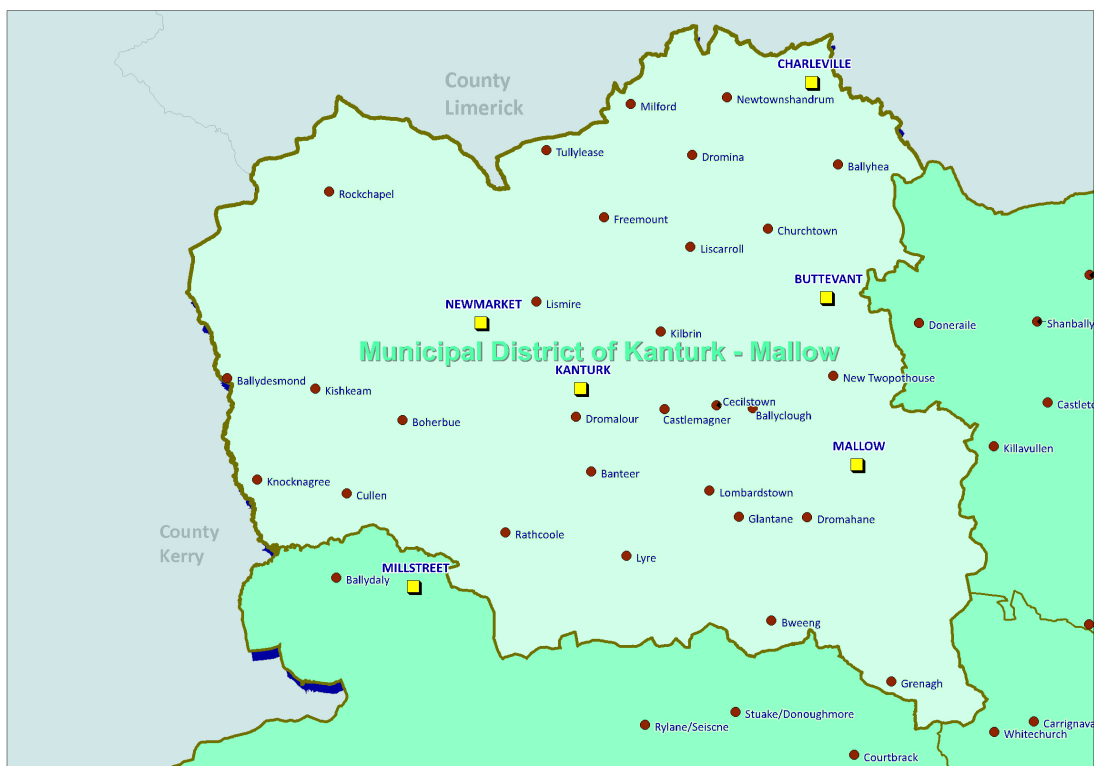 CHARLEVILLE
County
Limerick
Milford
Newtownshandrum
Tullylease
Dromina
Ballyhea
Rockchapel
Freemount
Churchtown
Liscarroll
BUTTEVANT
NEWMARKET
Lismire
Doneraile
Shanbally
Kilbrin
Municipal District of Kanturk - Mallow
KANTURK
Ballydesmond
Kishkeam
New Twopothouse
Cecilstown
Castlemagner
Ballyclough
Boherbue
Dromalour
MALLOW
Killavullen
Banteer
Knocknagree
Cullen
Lombardstown
Glantane
Dromahane
County
Kerry
Rathcoole
Lyre
MILLSTREET
Ballydaly
Bweeng
Grenagh
Stuake/Donoughmore
Rylane/Seiscne
Carrignava
Whitechurch
Courtbrack